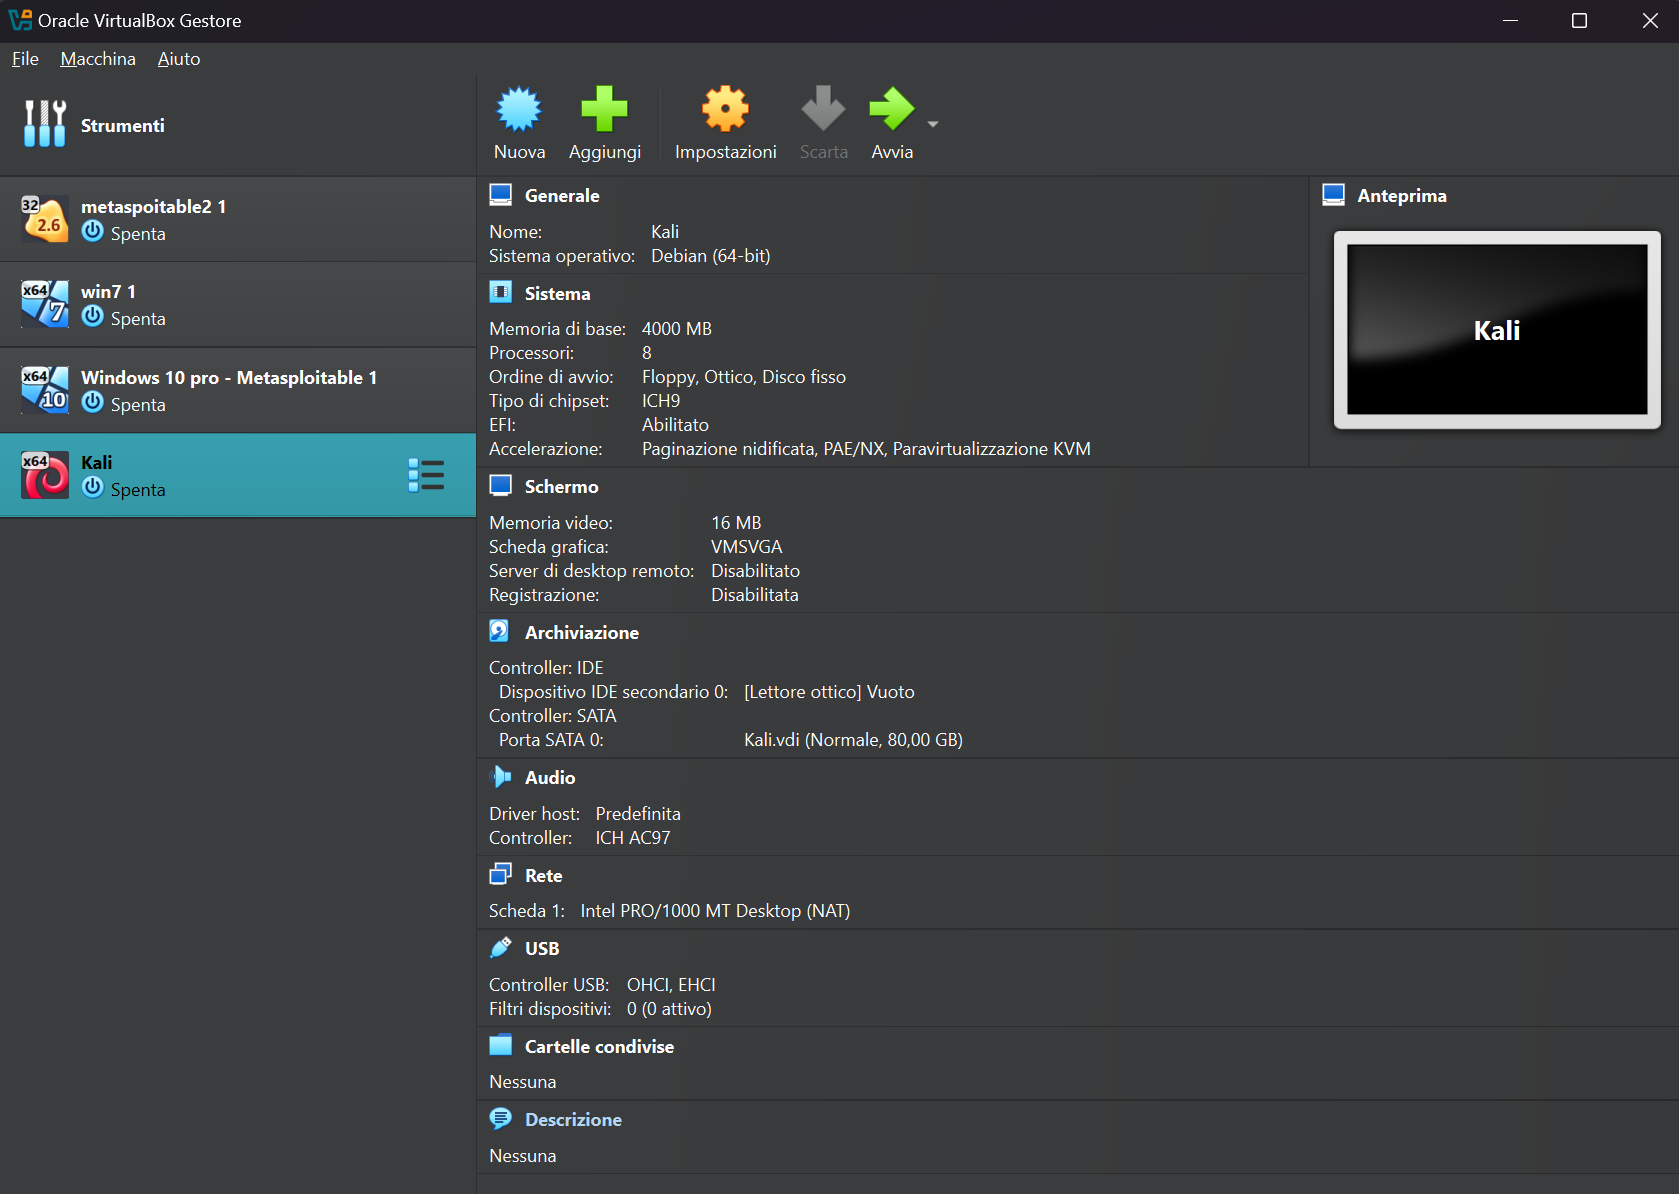 Oracle VirtualBox Gestore
File Macchina Aiuto
Strumenti
Nuova Aggiungi Impostazioni Scarta Avvia
32
2.6
metaspoitable2 1
Spenta
x64
7
win7 1
Spenta
x64
10
Windows 10 pro - Metasploitable 1
Spenta
x64
Kali
Spenta
Generale
Nome: Kali
Sistema operativo: Debian (64-bit)
Sistema
Memoria di base: 4000 MB
Processori: 8
Ordine di avvio: Floppy, Ottico, Disco fisso
Tipo di chipset: ICH9
EFI: Abilitato
Accelerazione: Paginazione nidificata, PAE/NX, Paravirtualizzazione KVM
Anteprima
Kali
Schermo
Memoria video: 16 MB
Scheda grafica: VMSVGA
Server di desktop remoto: Disabilitato
Registrazione: Disabilitata
Archiviazione
Controller: IDE
Dispositivo IDE secondario 0: [Lettore ottico] Vuoto
Controller: SATA
Porta SATA 0: Kali.vdi (Normale, 80,00 GB)
Audio
Driver host: Predefinita
Controller: ICH AC97
Rete
Scheda 1: Intel PRO/1000 MT Desktop (NAT)
USB
Controller USB: OHCI, EHCI
Filtri dispositivi: 0 (0 attivo)
Cartelle condivise
Nessuna
Descrizione
Nessuna